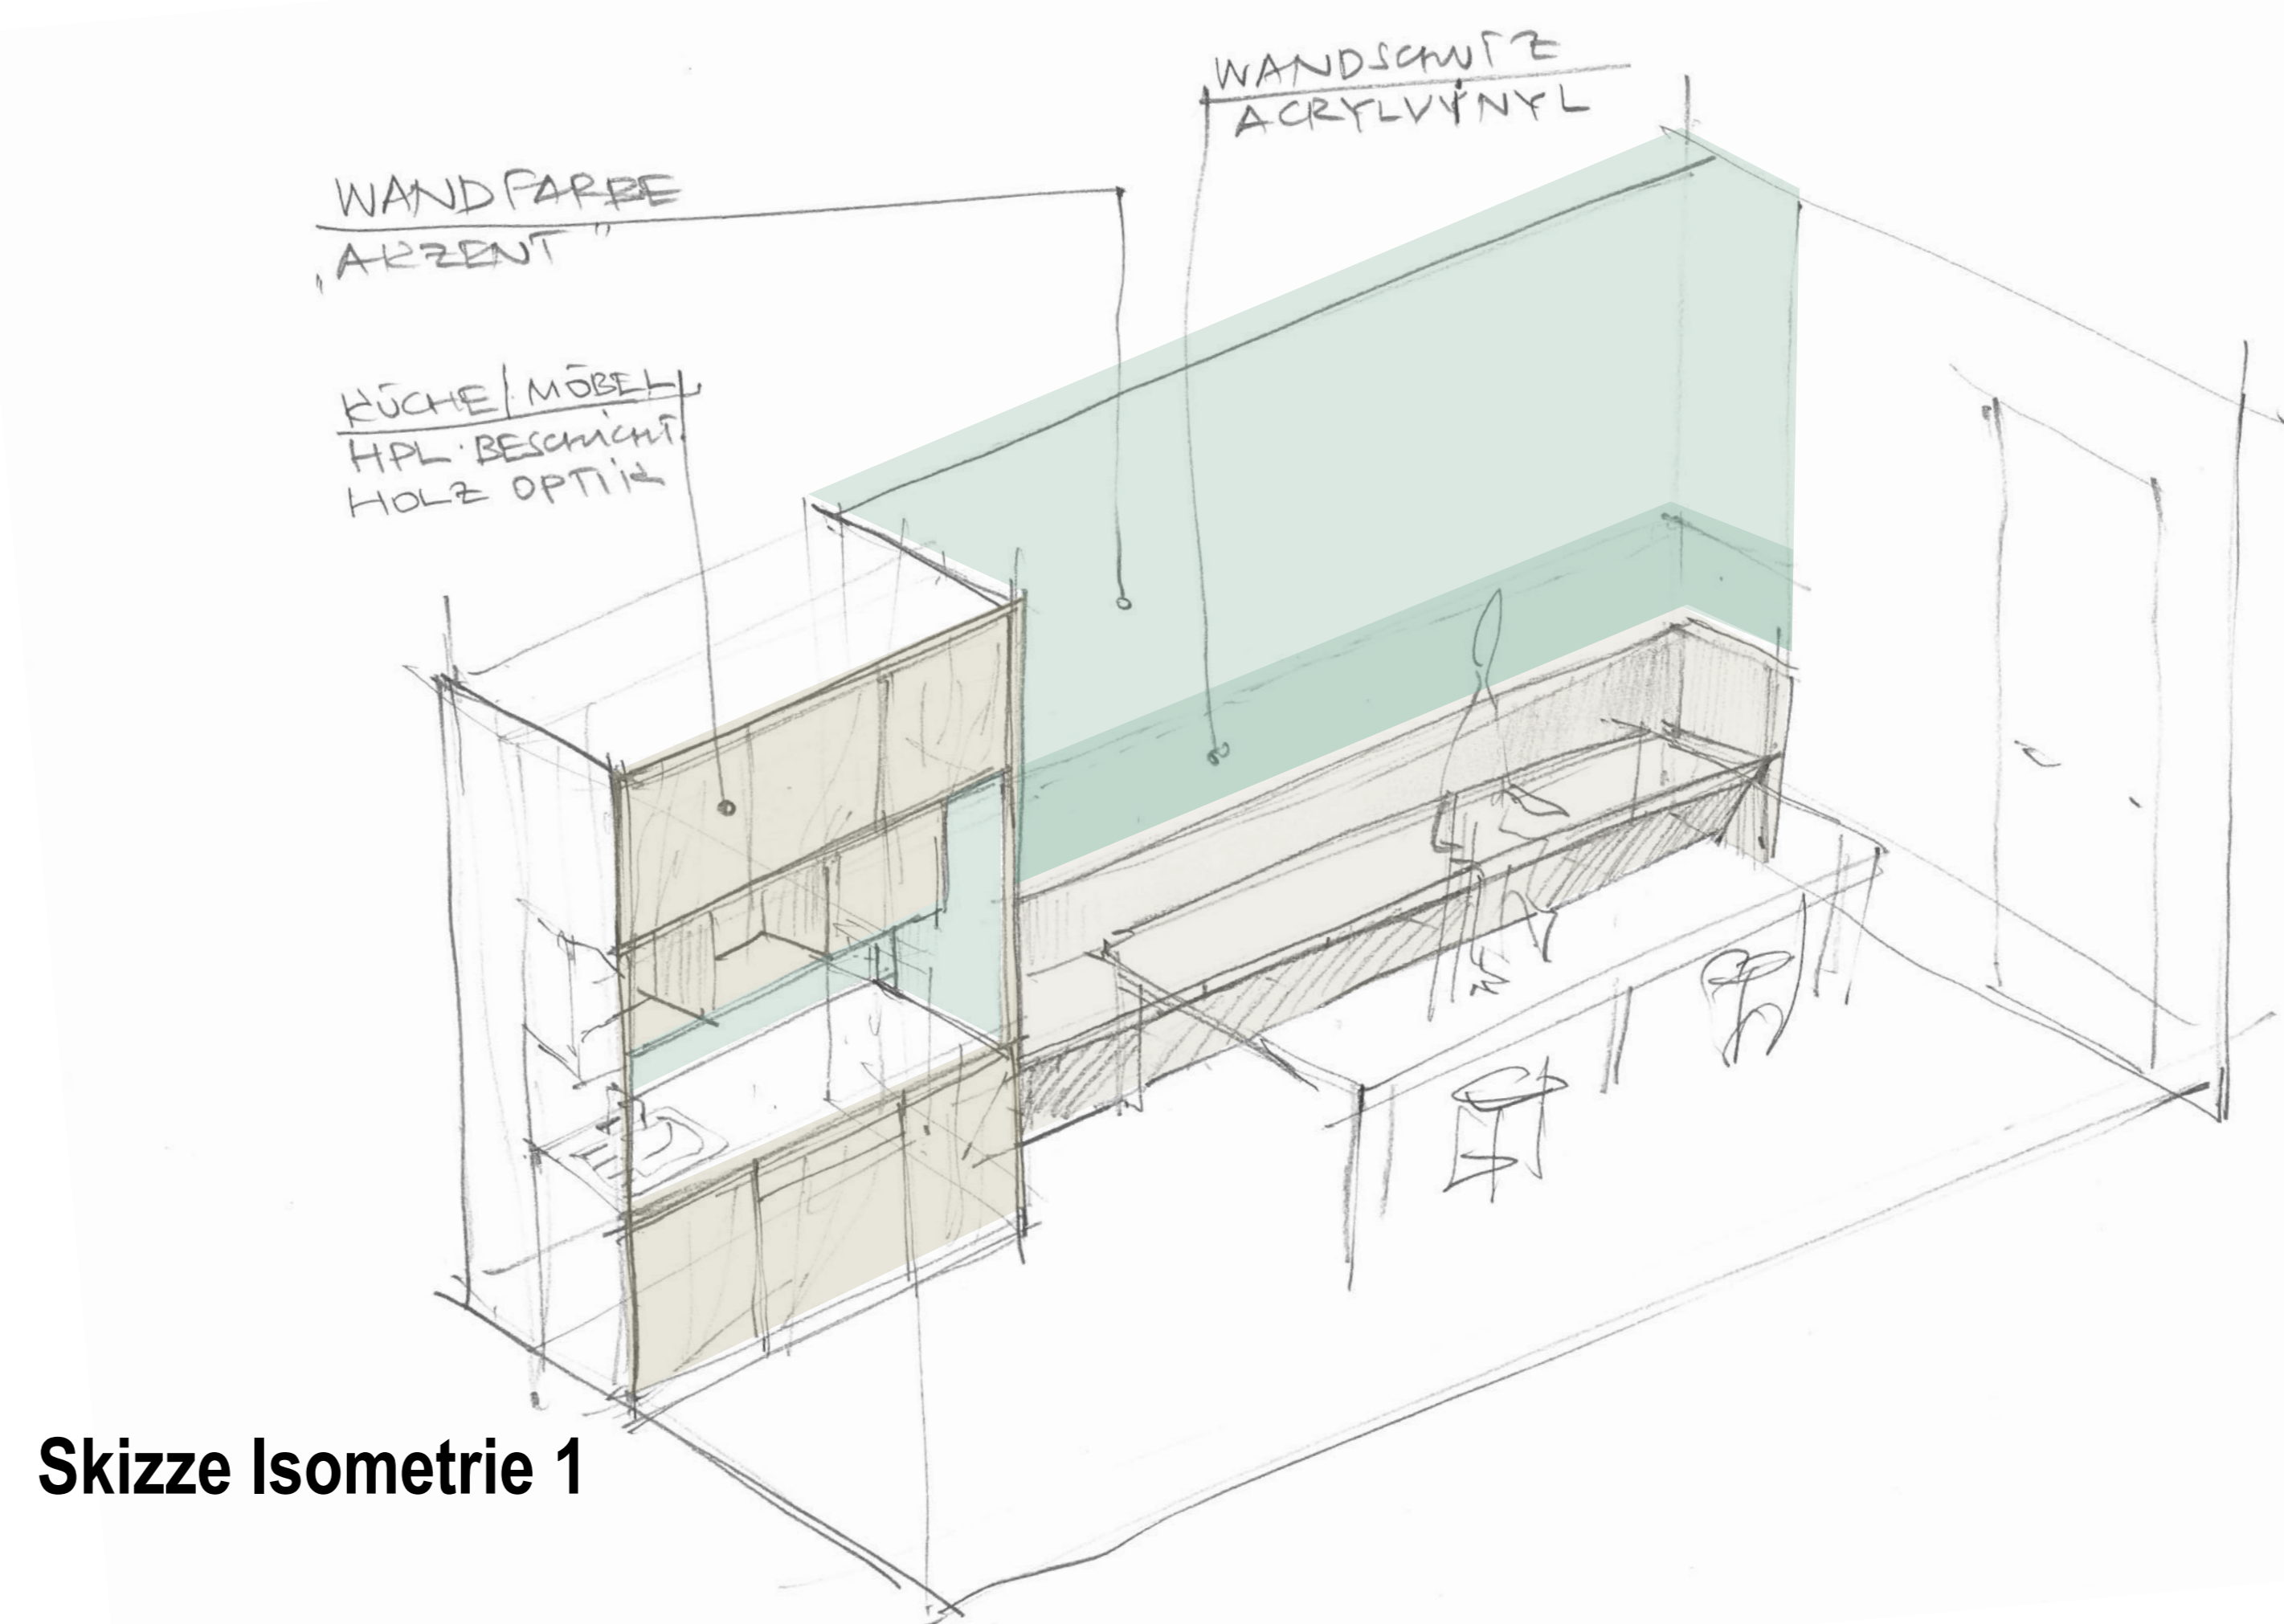 WANDSCHUTZ
ACRYLVINYL
WANDFARBE
„AKZENT“
KÜCHE/MÖBEL
HPL·BESCHICHT.
HOLZ OPTIK
Skizze Isometrie 1